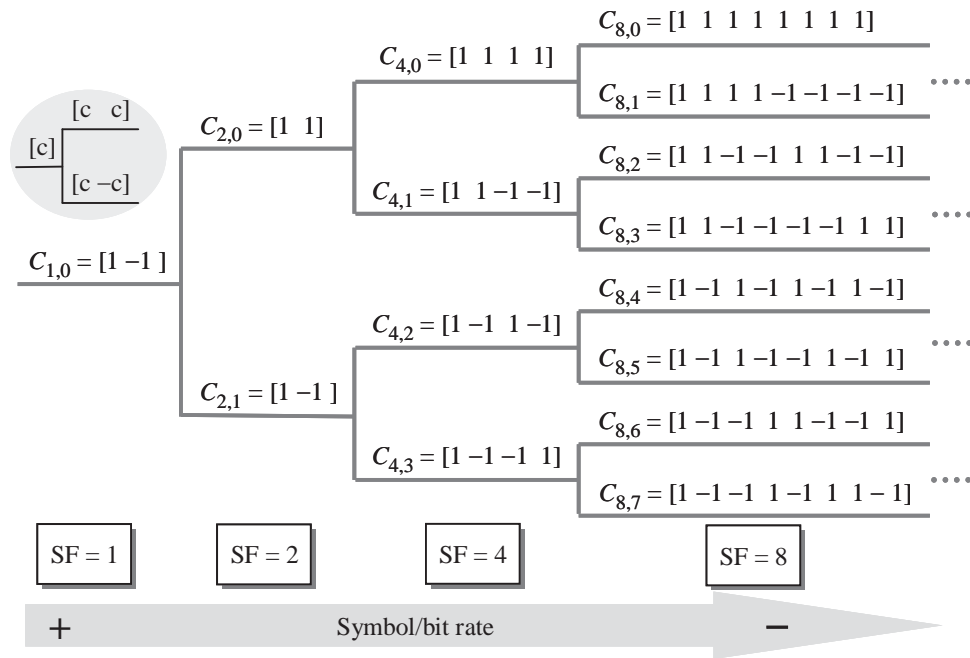 C8,0 = [1 1 1 1 1 1 1 1]
C4,0 = [1 1 1 1]
C8,1 = [1 1 1 1 −1 −1 −1 −1]
[c c]
C2,0 = [1 1]
[c]
C8,2 = [1 1 −1 −1 1 1 −1 −1]
[c −c]
C4,1 = [1 1 −1 −1]
C8,3 = [1 1 −1 −1 −1 −1 1 1]
C1,0 = [1 −1 ]
C8,4 = [1 −1 1 −1 1 −1 1 −1]
C4,2 = [1 −1 1 −1]
C8,5 = [1 −1 1 −1 −1 1 −1 1]
C2,1 = [1 −1 ]
C8,6 = [1 −1 −1 1 1 −1 −1 1]
C4,3 = [1 −1 −1 1]
C8,7 = [1 −1 −1 1 −1 1 1 − 1]
SF = 1
SF = 2
SF = 4
SF = 8
+ Symbol/bit rate −